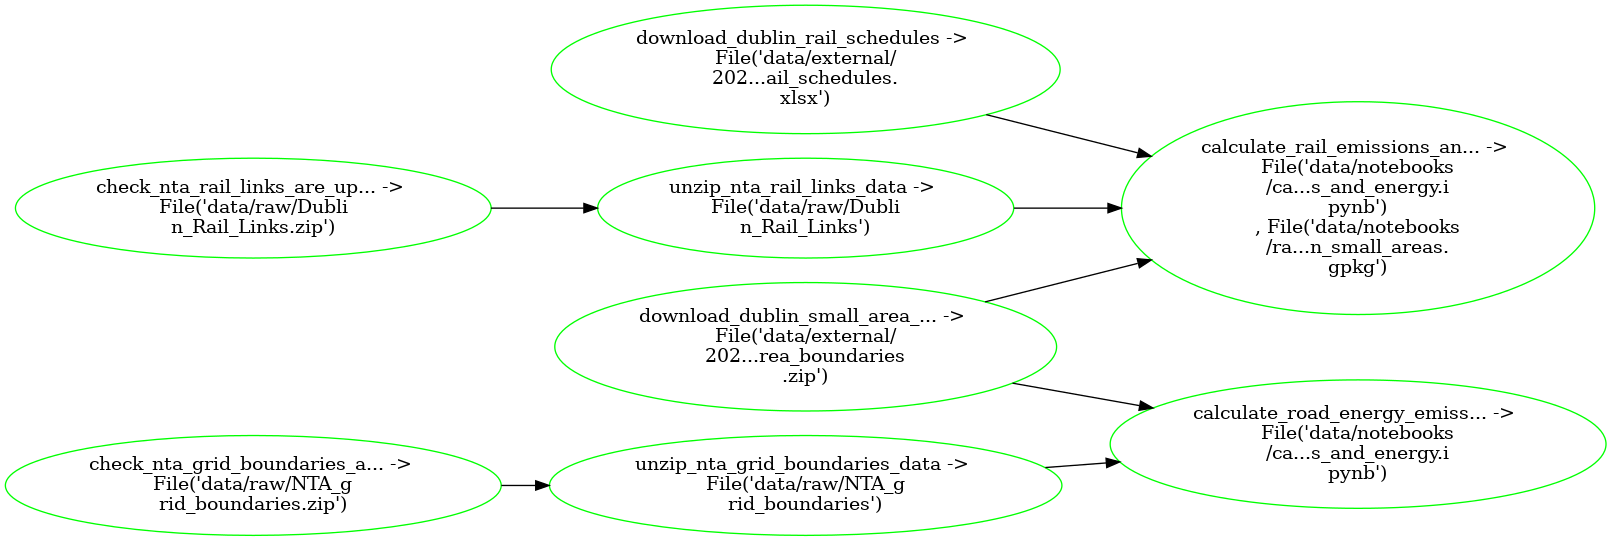 download_dublin_rail_schedules ->
File('data/external/
202...ail_schedules.
xlsx')
check_nta_rail_links_are_up... ->
File('data/raw/Dubli
n_Rail_Links.zip')
unzip_nta_rail_links_data ->
File('data/raw/Dubli
n_Rail_Links')
calculate_rail_emissions_an... ->
File('data/notebooks
/ca...s_and_energy.i
pynb')
, File('data/notebooks
/ra...n_small_areas.
gpkg')
download_dublin_small_area_... ->
File('data/external/
202...rea_boundaries
.zip')
calculate_road_energy_emiss... ->
File('data/notebooks
/ca...s_and_energy.i
pynb')
check_nta_grid_boundaries_a... ->
File('data/raw/NTA_g
rid_boundaries.zip')
unzip_nta_grid_boundaries_data ->
File('data/raw/NTA_g
rid_boundaries')